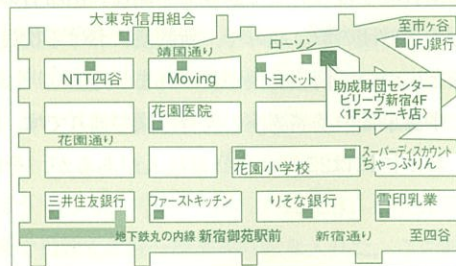 大東京信用組合
至市ヶ谷
靖国通り
ローソン
UFJ銀行
NTT四谷
Moving
トヨペット
助成財団センター
ビリーヴ新宿4F
〈1Fステーキ店〉
花園医院
花園通り
花園小学校
スーパーディスカウント
ちゃっぷりん
三井住友銀行
ファーストキッチン
りそな銀行
雪印乳業
地下鉄丸の内線 新宿御苑駅前
新宿通り
至四谷